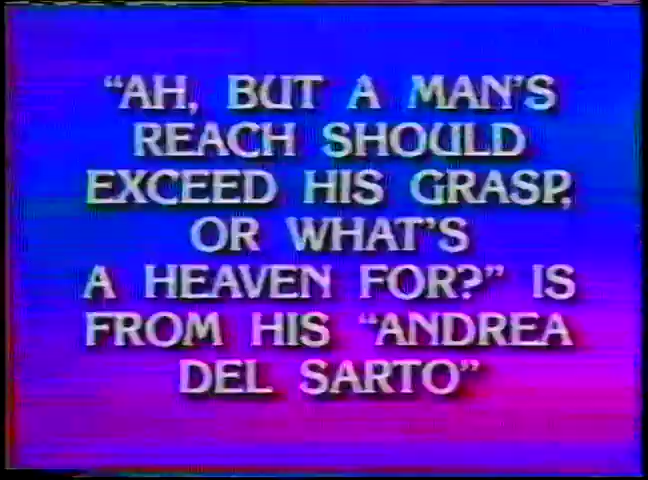 “AH, BUT A MAN'S
REACH SHOULD
EXCEED HIS GRASP,
OR WHAT'S
A HEAVEN FOR?” IS
FROM HIS “ANDREA
DEL SARTO”